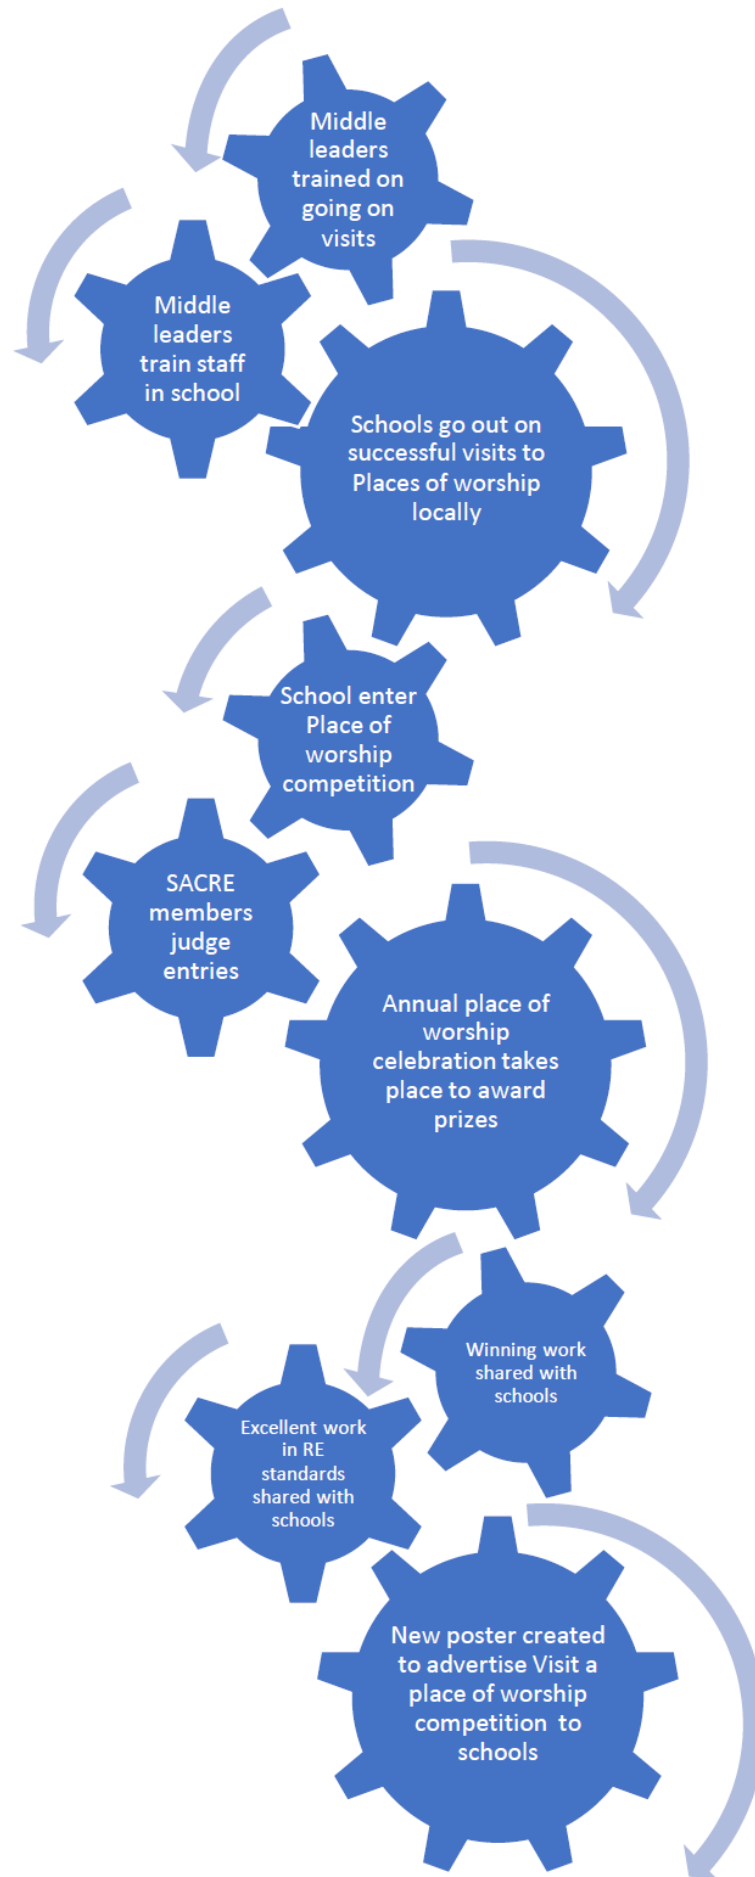 Middle
leaders
trained on
going on
visits
Middle
leaders
train staff
in school
Schools go out on
successful visits to
Places of worship
locally
School enter
Place of
worship
competition
SACRE
members
judge
entries
Annual place of
worship
celebration takes
place to award
prizes
Winning work
shared with
schools
Excellent work
in RE
standards
shared with
schools
New poster created
to advertise Visit a
place of worship
competition to
schools